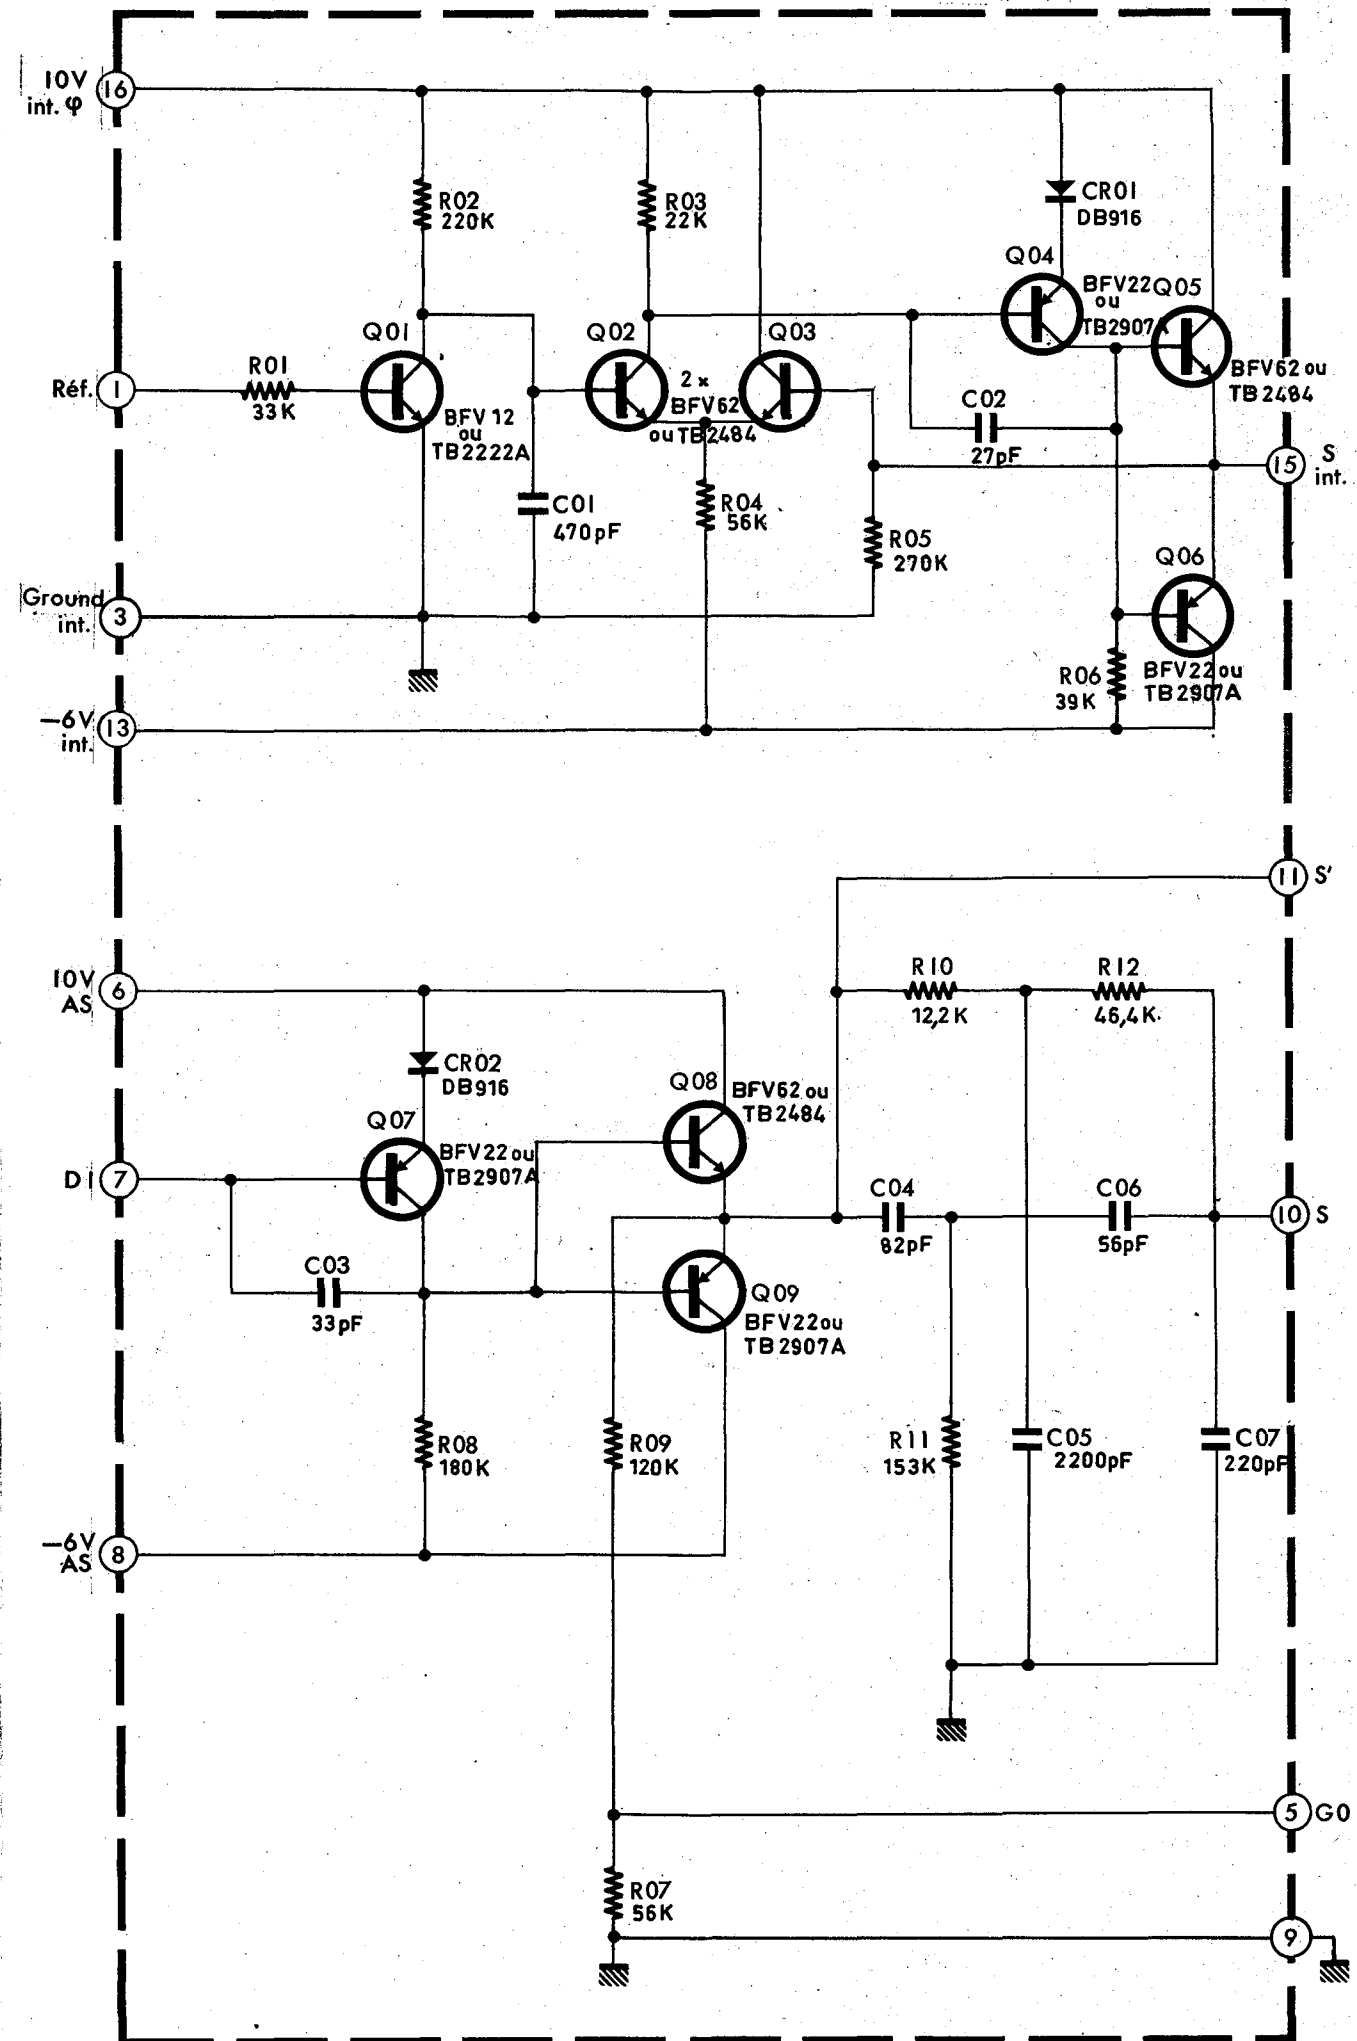 10V
int. φ
16
R02
220K
R03
22K
CR01
DB916
Q04
BFV22
ou
TB2907A
Q05
BFV62 ou
TB2484
Q01
Q02
Q03
R01
33K
Réf.
1
BFV12
ou
TB2222A
2 x
BFV62
ou TB2484
C02
27pF
15
S
int.
C01
470pF
R04
56K
R05
270K
Q06
BFV22 ou
TB2907A
Ground
int.
3
R06
39K
−6V
int.
13
11
S'
10V
AS
6
R10
12,2K
R12
46,4K
CR02
DB916
Q08
BFV62 ou
TB2484
Q07
BFV22 ou
TB2907A
DI
7
C04
82pF
C06
56pF
10
S
C03
33pF
Q09
BFV22 ou
TB2907A
R08
180K
R09
120K
R11
153K
C05
2200pF
C07
220pF
−6V
AS
8
5
G0
R07
56K
9